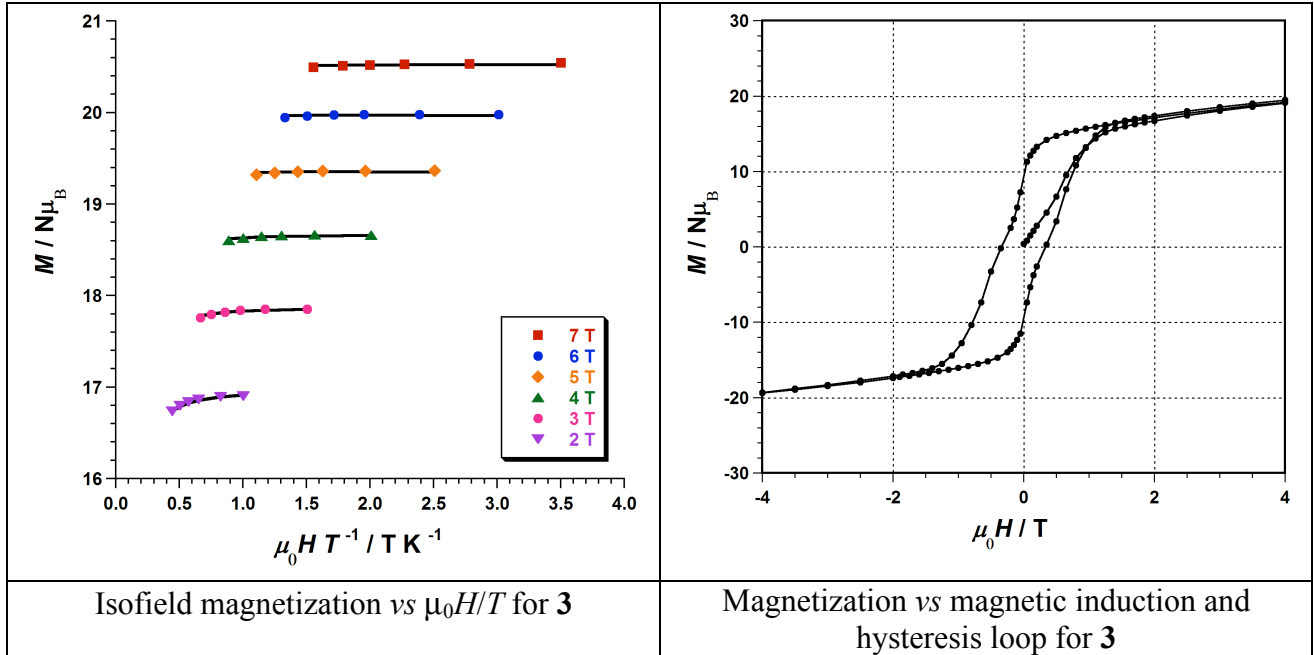 21
20
19
18
17
16
M / NμB
0.0 0.5 1.0 1.5 2.0 2.5 3.0 3.5 4.0
μ0H T⁻¹ / T K⁻¹
7 T
6 T
5 T
4 T
3 T
2 T
30
20
10
0
-10
-20
-30
M / NμB
-4 -2 0 2 4
μ0H / T
Isofield magnetization vs μ0H/T for 3
Magnetization vs magnetic induction and
hysteresis loop for 3